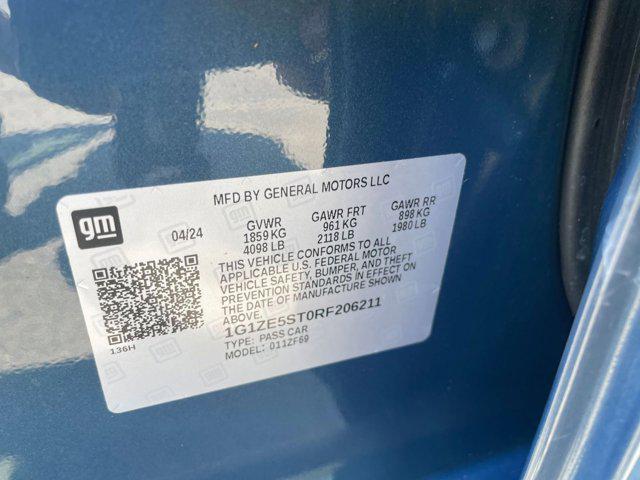 MFD BY GENERAL MOTORS LLC
gm
04/24
GVWR GAWR FRT GAWR RR
1859 KG 961 KG 898 KG
4098 LB 2118 LB 1980 LB
THIS VEHICLE CONFORMS TO ALL
APPLICABLE U.S. FEDERAL MOTOR
VEHICLE SAFETY, BUMPER, AND THEFT
PREVENTION STANDARDS IN EFFECT ON
THE DATE OF MANUFACTURE SHOWN
ABOVE.
1G1ZE5ST0RF206211
TYPE: PASS CAR
MODEL: 011ZF69
136H